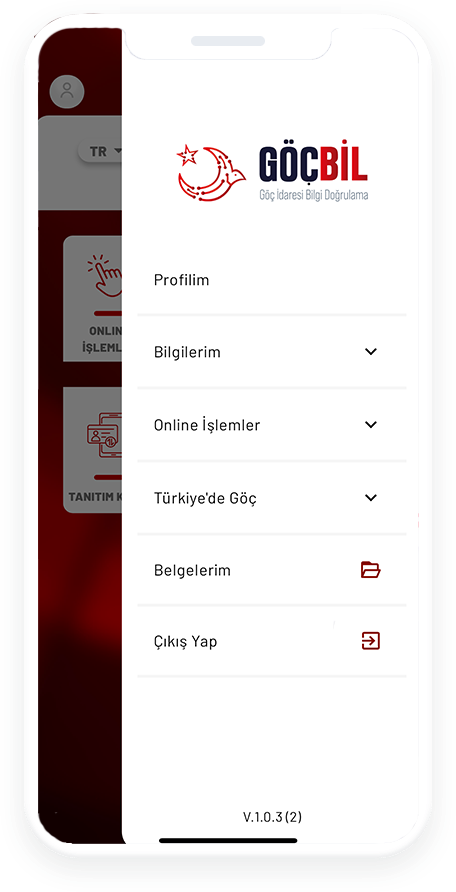 GÖÇBİL
Göç İdaresi Bilgi Doğrulama
TR
Profilim
ONLIN
İŞLEML
Bilgilerim
Online İşlemler
Türkiye'de Göç
TANITIM K
Belgelerim
Çıkış Yap
V.1.0.3 (2)